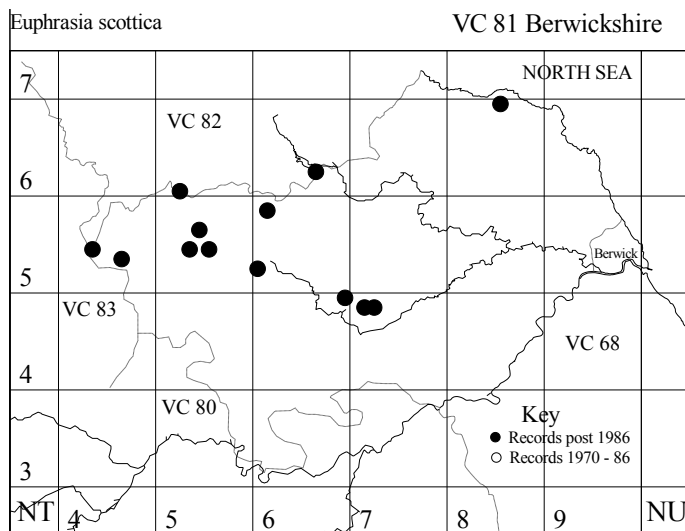 Euphrasia scottica
VC 81 Berwickshire
7
NORTH SEA
VC 82
6
Berwick
5
VC 83
VC 68
4
VC 80
Key
Records post 1986
Records 1970 - 86
3
NT 4 5 6 7 8 9 NU